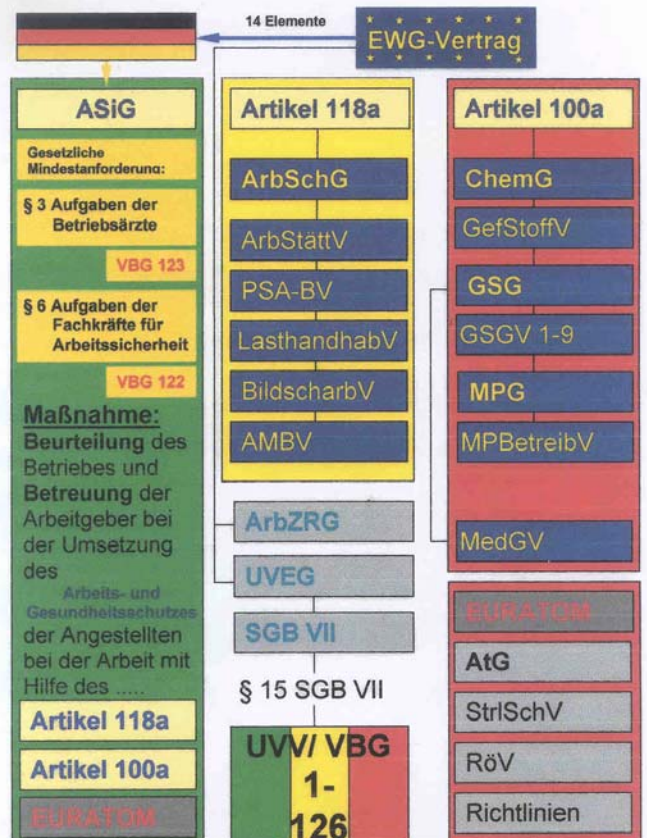 14 Elemente
EWG-Vertrag
ASiG
Gesetzliche
Mindestanforderung:
§ 3 Aufgaben der
Betriebsärzte
VBG 123
§ 6 Aufgaben der
Fachkräfte für
Arbeitssicherheit
VBG 122
Maßnahme:
Beurteilung des
Betriebes und
Betreuung der
Arbeitgeber bei
der Umsetzung
des
Arbeits- und
Gesundheitsschutzes
der Angestellten
bei der Arbeit mit
Hilfe des .....
Artikel 118a
Artikel 100a
EURATOM
Artikel 118a
ArbSchG
ArbStättV
PSA-BV
LasthandhabV
BildscharbV
AMBV
ArbZRG
UVEG
SGB VII
§ 15 SGB VII
UVV/ VBG
1-
126
Artikel 100a
ChemG
GefStoffV
GSG
GSGV 1-9
MPG
MPBetreibV
MedGV
EURATOM
AtG
StrlSchV
RöV
Richtlinien